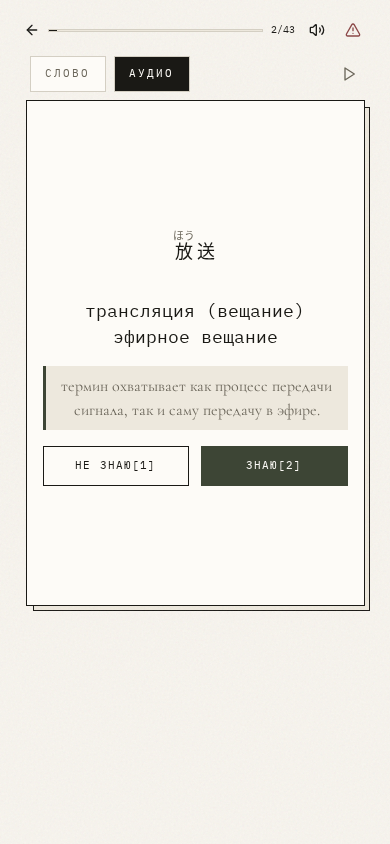 2/43
СЛОВО АУДИО
ほう
放送
трансляция (вещание)
эфирное вещание
термин охватывает как процесс передачи
сигнала, так и саму передачу в эфире.
НЕ ЗНАЮ[1] ЗНАЮ[2]